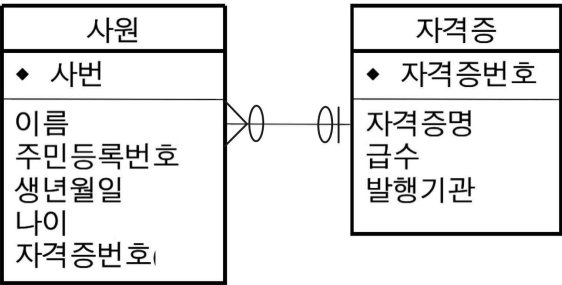 사원
◆ 사번
이름
주민등록번호
생년월일
나이
자격증번호(
자격증
◆ 자격증번호
자격증명
급수
발행기관